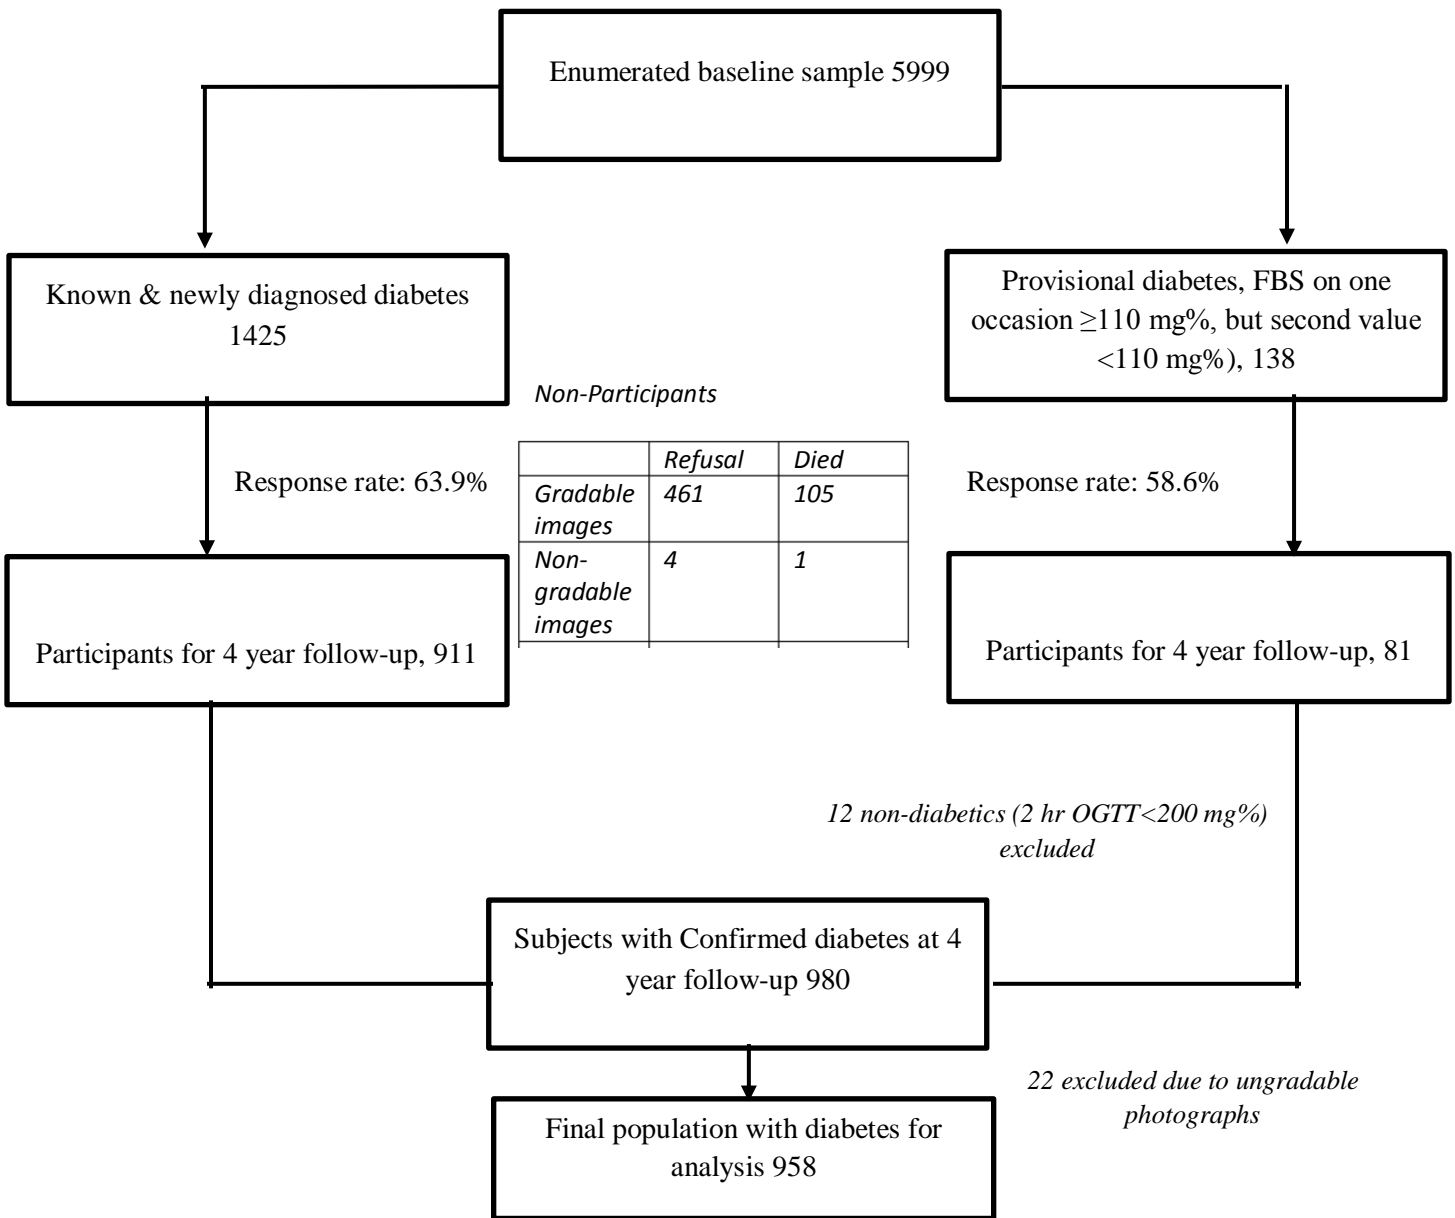 Enumerated baseline sample 5999
Known & newly diagnosed diabetes
1425
Provisional diabetes, FBS on one
occasion ≥110 mg%, but second value
<110 mg%), 138
Non-Participants
Response rate: 63.9%
Refusal Died
Gradable images 461 105
Non-gradable images 4 1
Response rate: 58.6%
Participants for 4 year follow-up, 911
Participants for 4 year follow-up, 81
12 non-diabetics (2 hr OGTT<200 mg%)
excluded
Subjects with Confirmed diabetes at 4
year follow-up 980
22 excluded due to ungradable
photographs
Final population with diabetes for
analysis 958